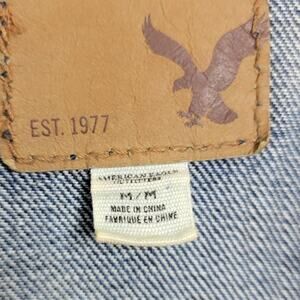 EST. 1977
AMERICAN EAGLE
OUTFITTERS
M/M
MADE IN CHINA
FABRIQUÉ EN CHINE